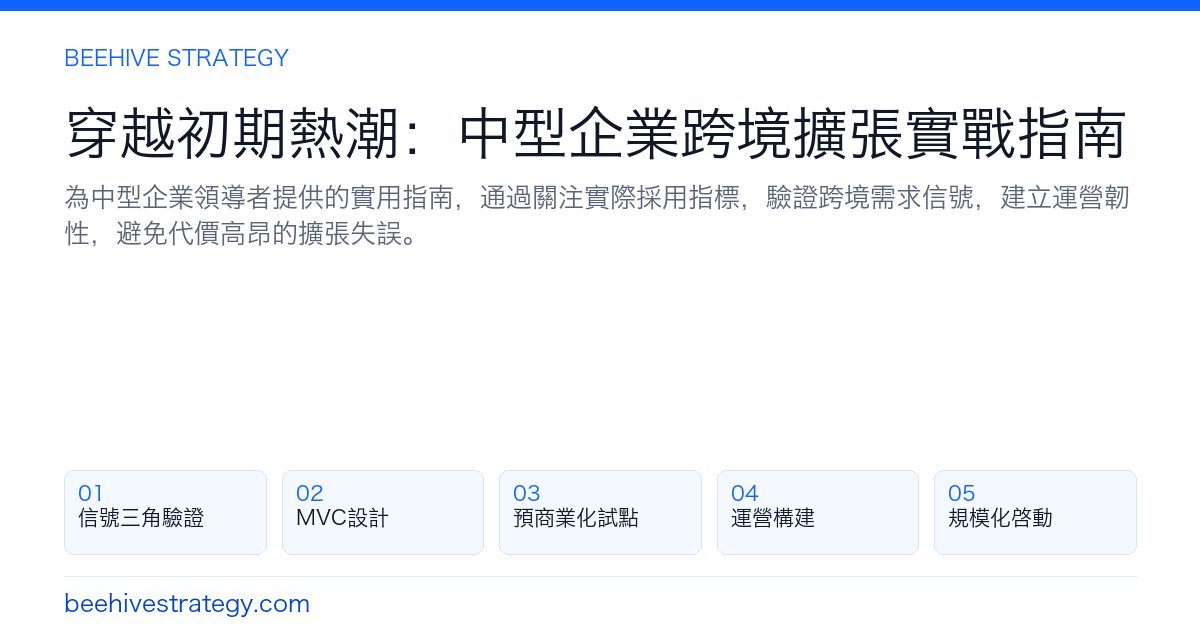 BEEHIVE STRATEGY
穿越初期熱潮：中型企業跨境擴張實戰指南
為中型企業領導者提供的實用指南，通過關注實際採用指標，驗證跨境需求信號，建立運營韌
性，避免代價高昂的擴張失誤。
01
信號三角驗證
02
MVC設計
03
預商業化試點
04
運營構建
05
規模化啓動
beehivestrategy.com